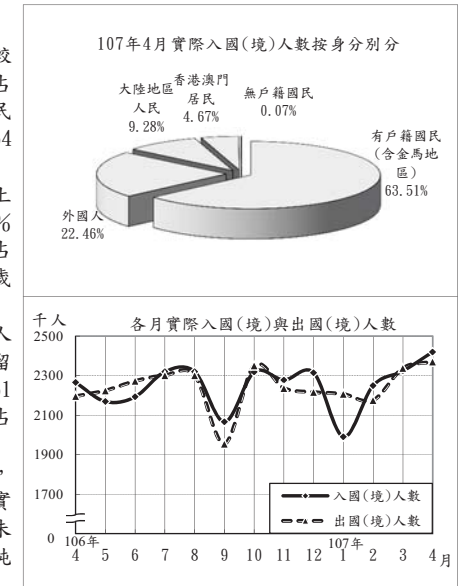 較
占
民
4
上
%
占
歲
人
留
1
占
,
實
未
純
107年4月實際入國(境)人數按身分別分
大陸地區
人民
9.28%
香港澳門
居民
4.67%
無戶籍國民
0.07%
有戶籍國民
(含金馬地
區)
63.51%
外國人
22.46%
千人
各月實際入國(境)與出國(境)人數
2500
2300
2100
1900
1700
0
入國(境)人數
出國(境)人數
106年 107年
4 5 6 7 8 9 10 11 12 1 2 3 4 月